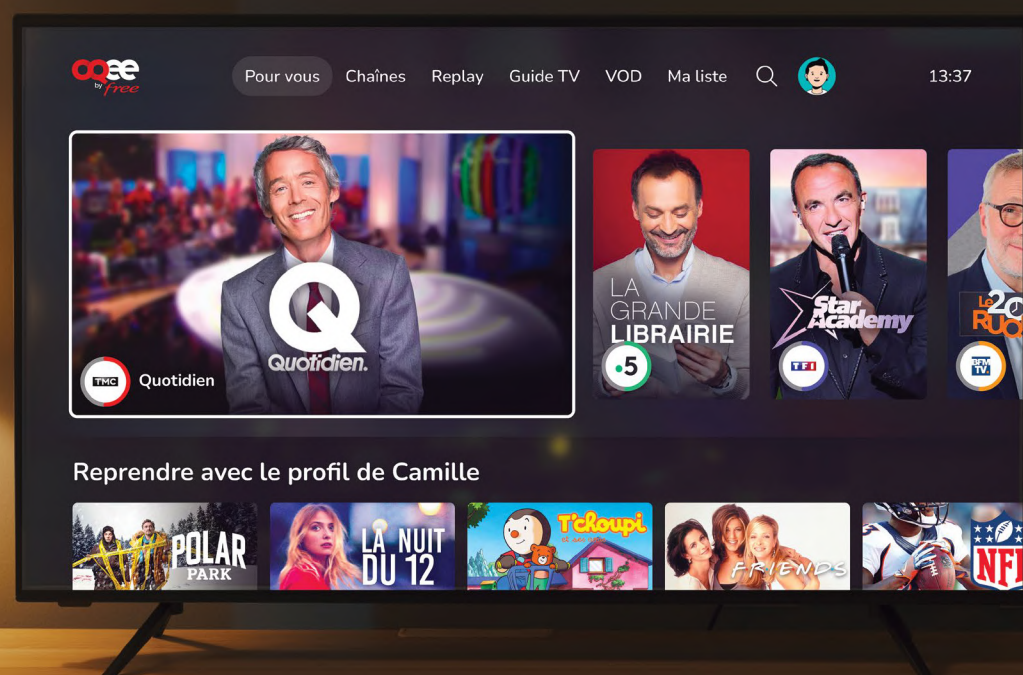 oqee
by free
Pour vous
Chaînes
Replay
Guide TV
VOD
Ma liste
13:37
Q
Quotidien.
TMC
Quotidien
LA
GRANDE
LIBRAIRIE
5
Star
Academy
TF1
Le 20
BFM
TV
Reprendre avec le profil de Camille
POLAR
PARK
LA NUIT
DU 12
T'choupi
FRIENDS
NFL